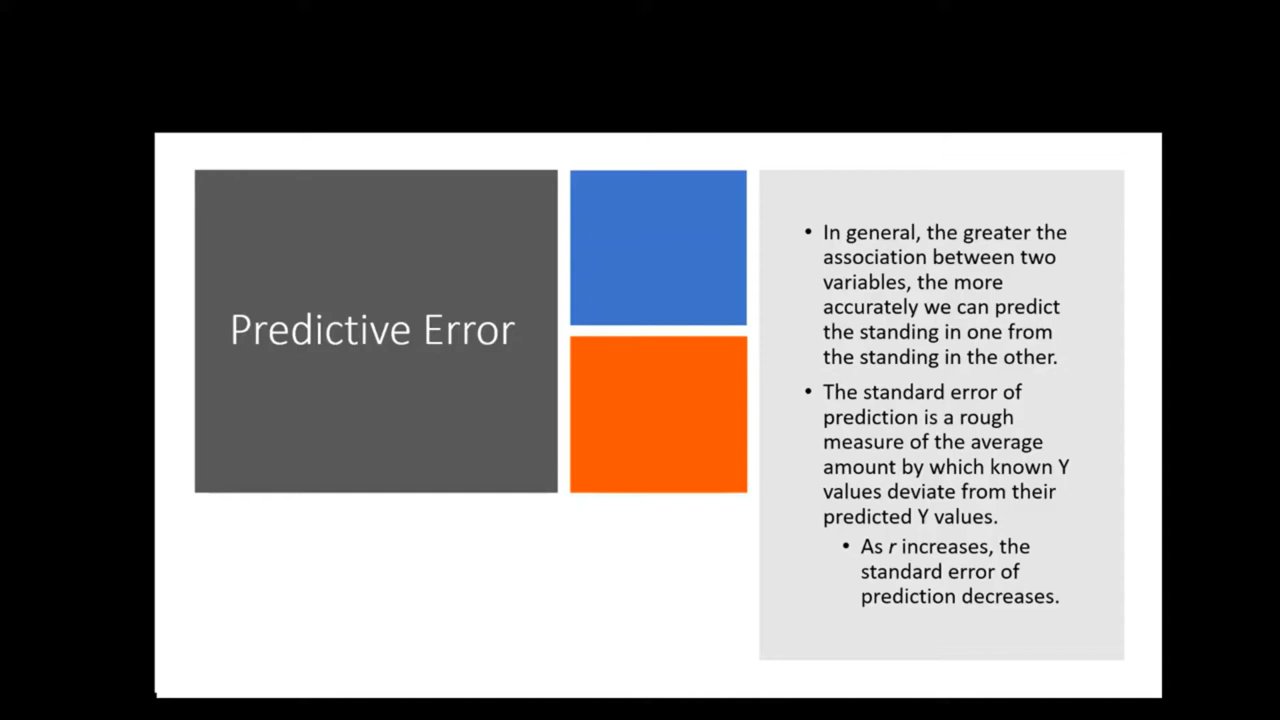 Predictive Error
• In general, the greater the
association between two
variables, the more
accurately we can predict
the standing in one from
the standing in the other.
• The standard error of
prediction is a rough
measure of the average
amount by which known Y
values deviate from their
predicted Y values.
• As r increases, the
standard error of
prediction decreases.